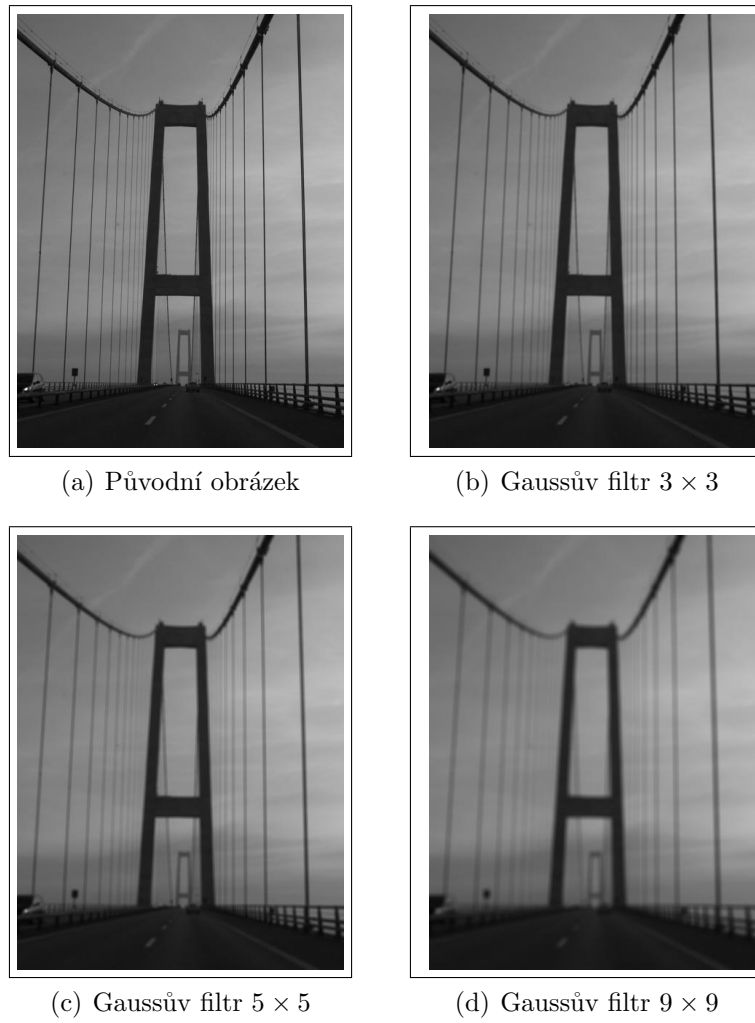 (a) Původní obrázek
(b) Gaussův filtr 3 × 3
(c) Gaussův filtr 5 × 5
(d) Gaussův filtr 9 × 9